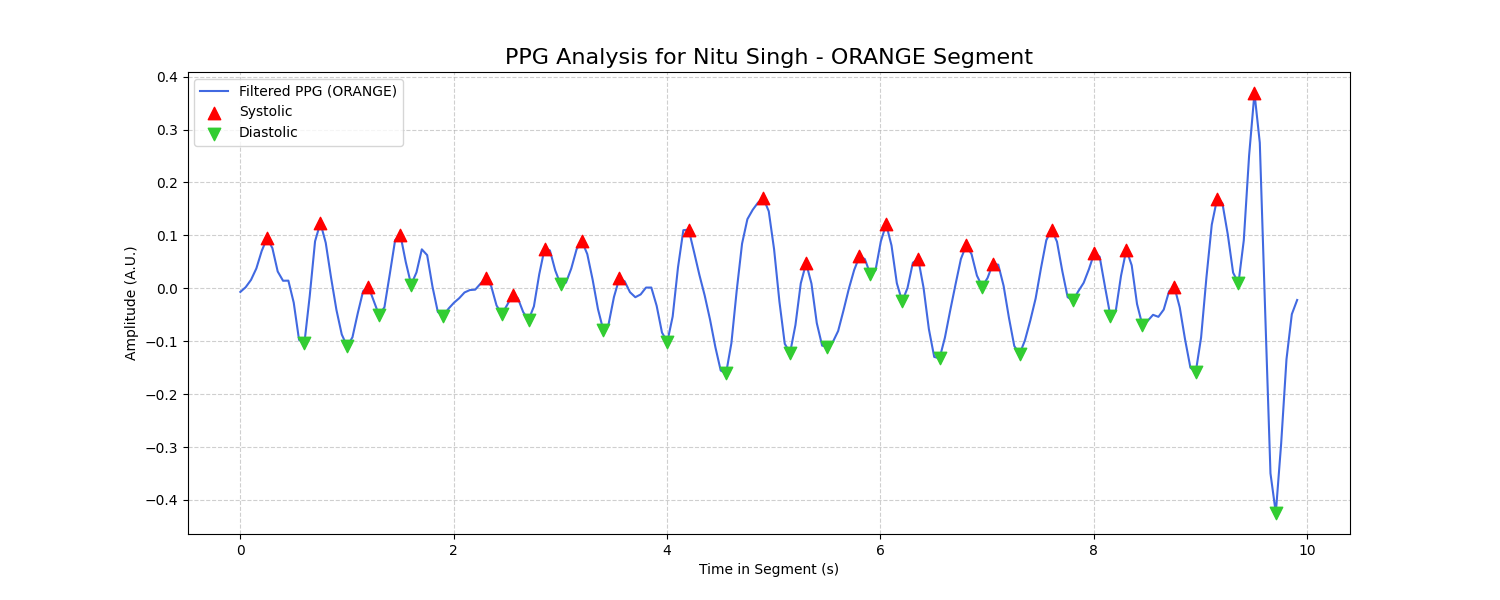 PPG Analysis for Nitu Singh - ORANGE Segment
Filtered PPG (ORANGE)
Systolic
Diastolic
Amplitude (A.U.)
0.4
0.3
0.2
0.1
0.0
−0.1
−0.2
−0.3
−0.4
0 2 4 6 8 10
Time in Segment (s)